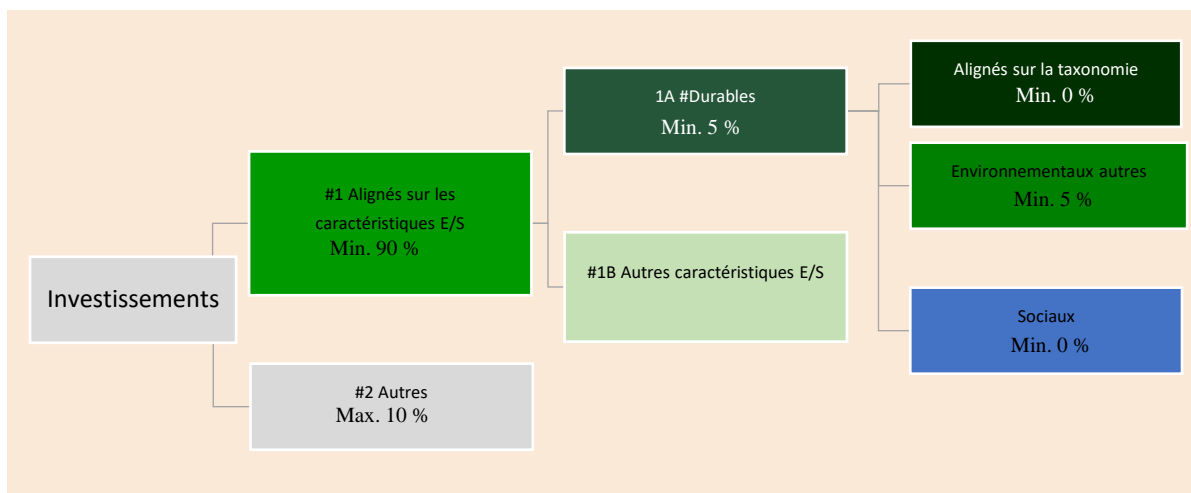 Investissements
#1 Alignés sur les
caractéristiques E/S
Min. 90 %
#2 Autres
Max. 10 %
1A #Durables
Min. 5 %
#1B Autres caractéristiques E/S
Alignés sur la taxonomie
Min. 0 %
Environnementaux autres
Min. 5 %
Sociaux
Min. 0 %